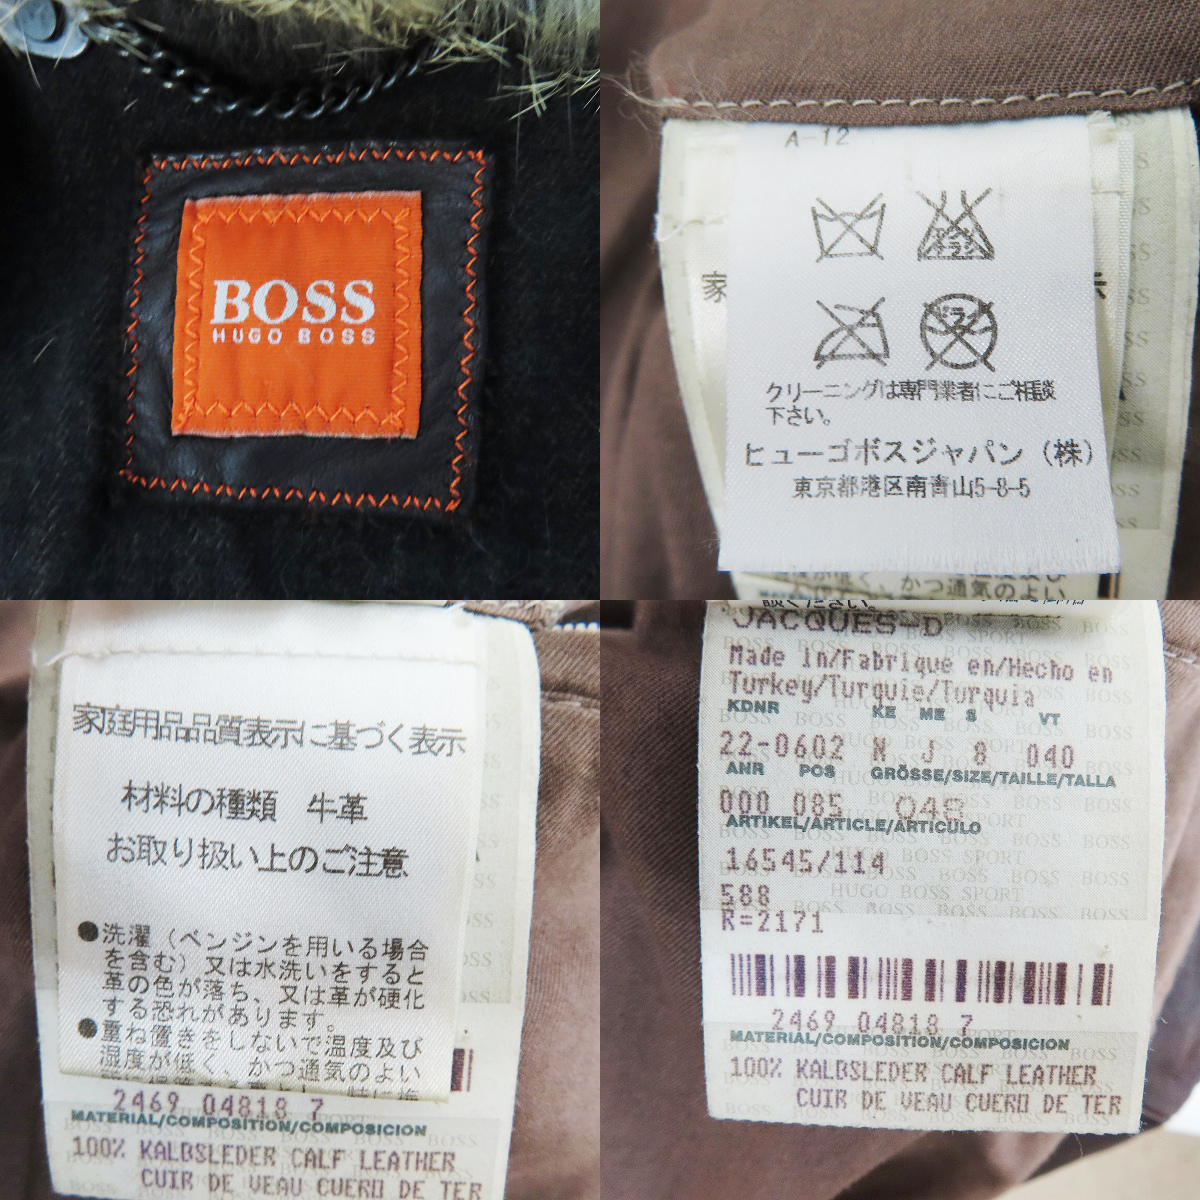 BOSS
HUGO BOSS
A-12
クリーニングは専門業者にご相談
下さい。
ヒューゴボスジャパン（株）
東京都港区南青山5-8-5
家庭用品品質表示に基づく表示
材料の種類 牛革
お取り扱い上のご注意
●洗濯（ベンジンを用いる場合
を含む）又は水洗いをすると
革の色が落ち、又は革が硬化
する恐れがあります。
●重ね置きをしないで温度及び
湿度が低く、かつ通気のよい
2469 04818 7
MATERIAL/COMPOSITION/COMPOSICION
100% KALBSLEDER CALF LEATHER
CUIR DE VEAU CUERO DE TER
JACQUES-D
Made in/Fabrique en/Hecho en
Turkey/Turquie/Turquia
KDNR KE ME S VT
22-0602 N J 8 040
ANR POS GRÖSSE/SIZE/TAILLE/TALLA
000 085 048
ARTIKEL/ARTICLE/ARTICULO
16545/114
588
R=2171
2469 04818 7
MATERIAL/COMPOSITION/COMPOSICION
100% KALBSLEDER CALF LEATHER
CUIR DE VEAU CUERO DE TER